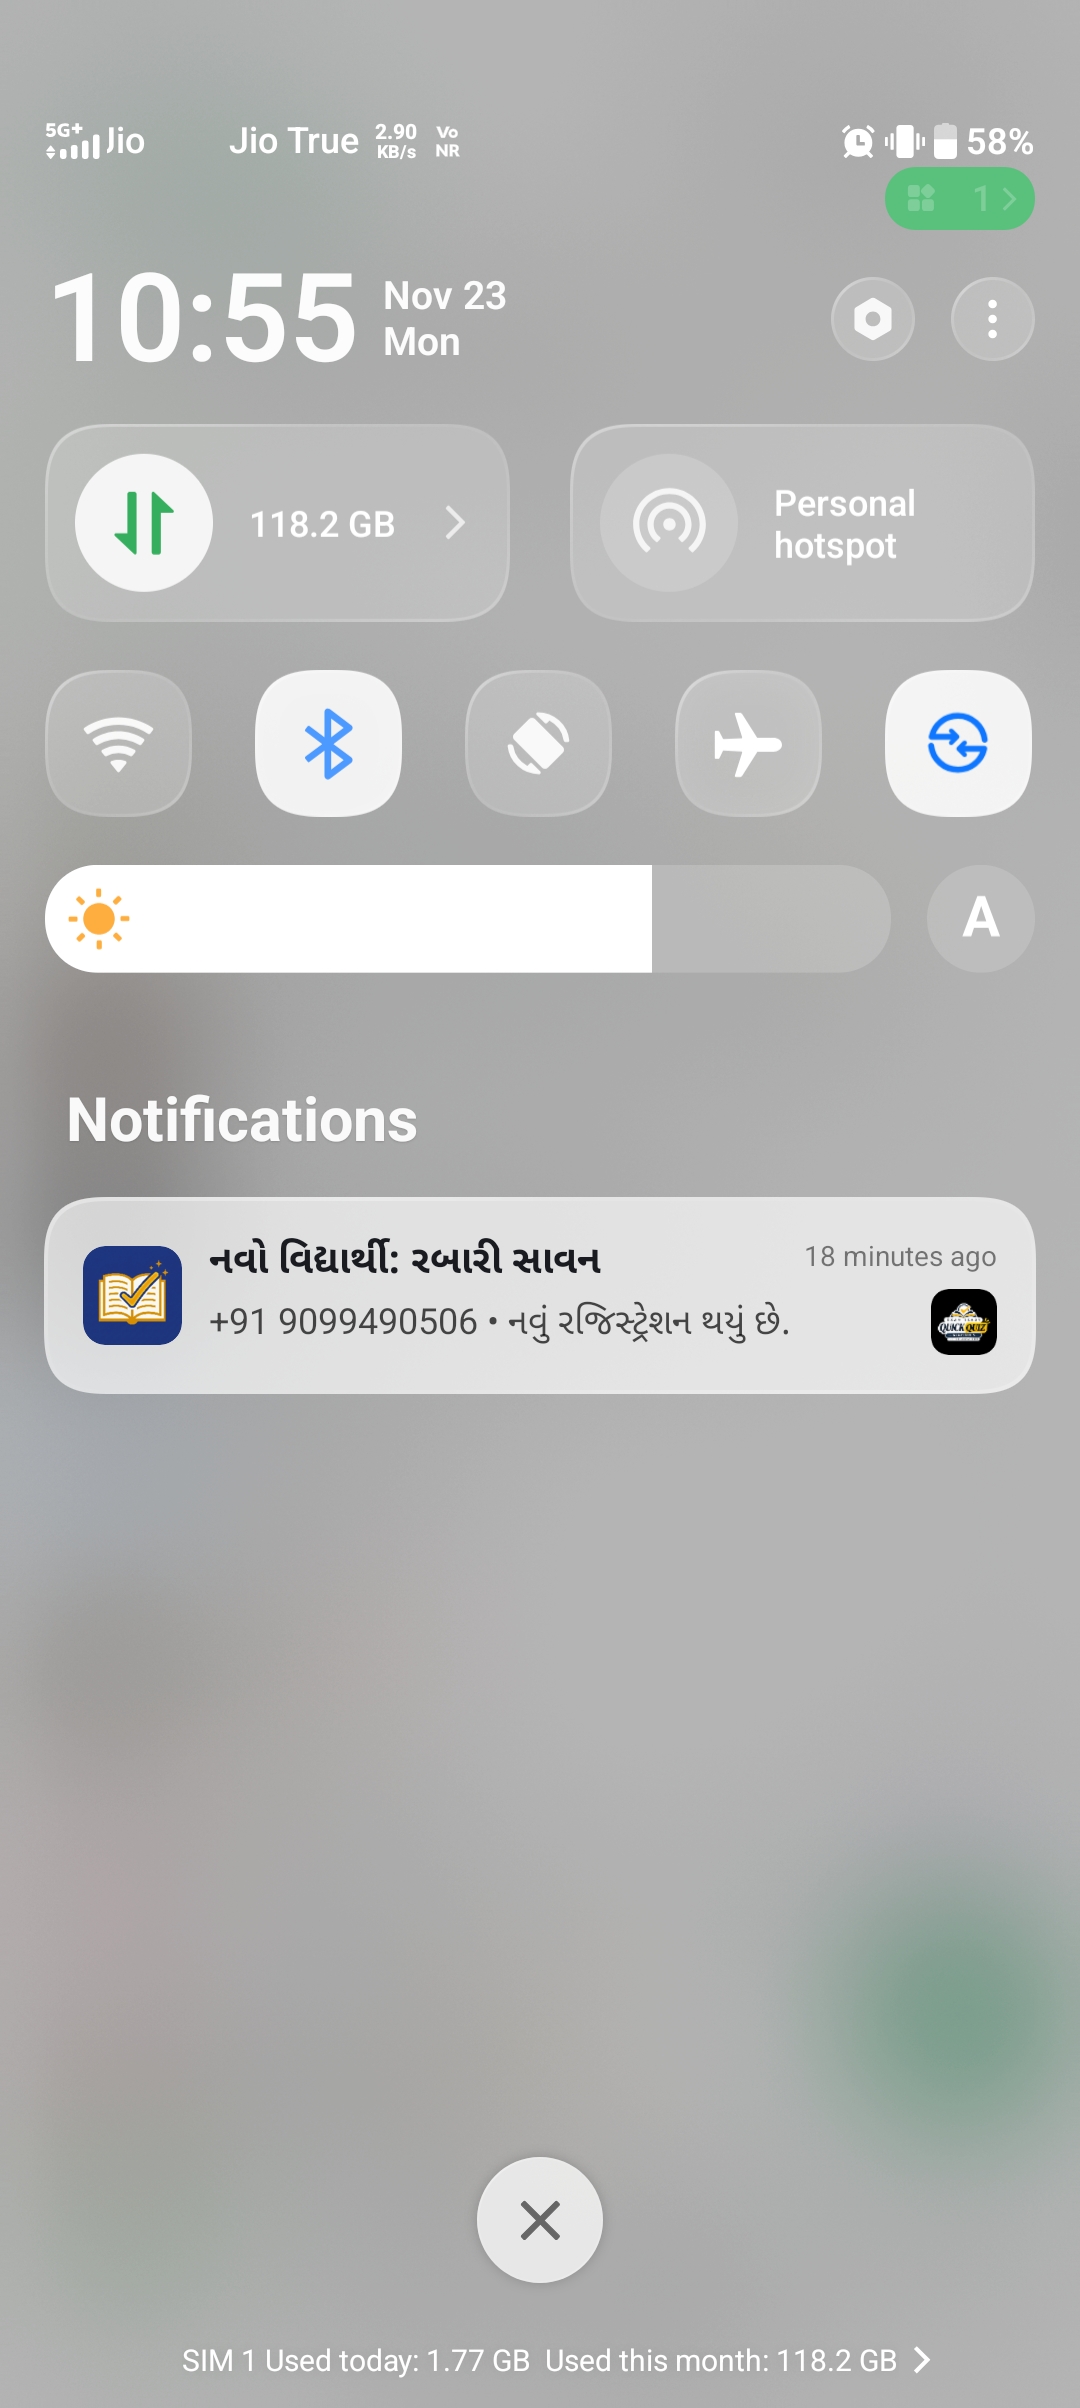 5G+ Jio Jio True 2.90 KB/s Vo NR 58%
1
10:55 Nov 23
Mon
118.2 GB
Personal
hotspot
A
Notifications
નવો વિદ્યાર્થી: રબારી સાવન 18 minutes ago
+91 9099490506 • નવું રજિસ્ટ્રેશન થયું છે.
QUICK QUIZ
SIM 1 Used today: 1.77 GB Used this month: 118.2 GB